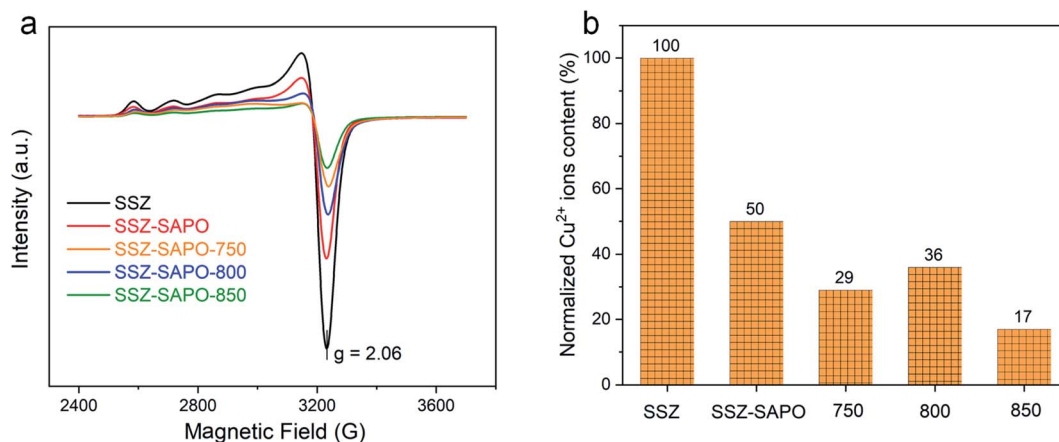 a
Intensity (a.u.)
SSZ
SSZ-SAPO
SSZ-SAPO-750
SSZ-SAPO-800
SSZ-SAPO-850
g = 2.06
2400
2800
3200
3600
Magnetic Field (G)
b
Normalized Cu²⁺ ions content (%)
100
80
60
40
20
0
100
50
29
36
17
SSZ
SSZ-SAPO
750
800
850